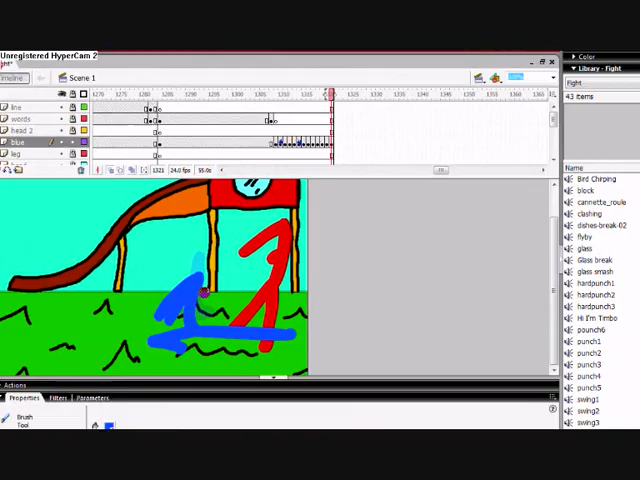 Unregistered HyperCam 2
Timeline
Scene 1
Color
Library - Fight
Fight
43 items
1270 1275 1280 1285 1290 1295 1300 1305 1310 1315 1320 1325 1330 1335 1340 1345 1350 1355 1360 1365
line
words
head 2
blue
leg
1321 24.0 fps 55.0s
Name
Bird Chirping
block
cannette_roule
clashing
dishes-break-02
flyby
glass
Glass break
glass smash
hardpunch1
hardpunch2
hardpunch3
Hi I'm Timbo
pounch6
punch1
punch2
punch3
punch4
punch5
swing1
swing2
swing3
Actions
Properties Filters Parameters
Brush
Tool